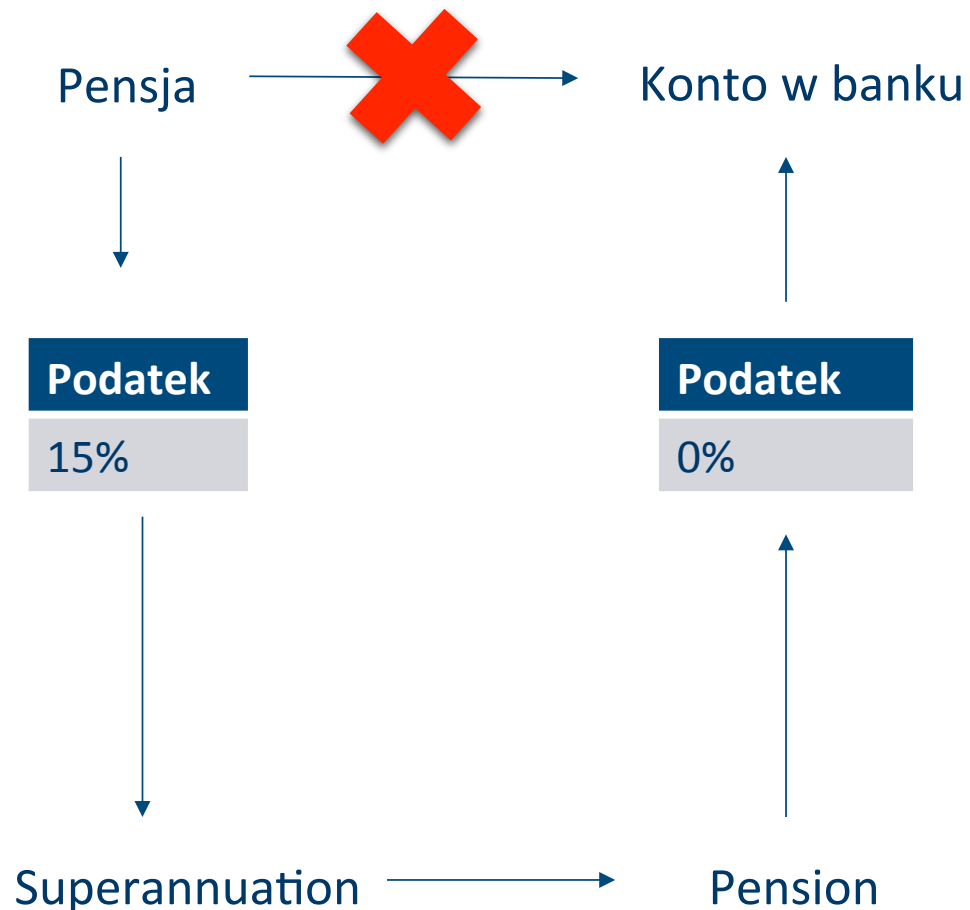 Pensja
Konto w banku
Podatek
15%
Podatek
0%
Superannuation
Pension